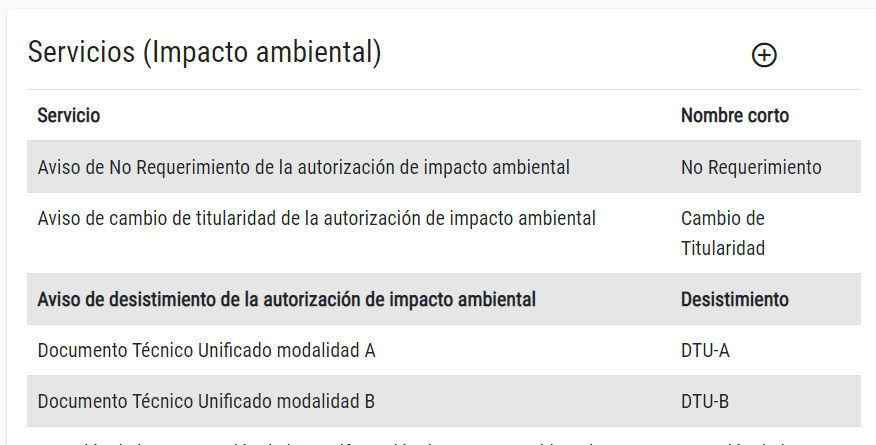 Servicios (Impacto ambiental)
Servicio Nombre corto
Aviso de No Requerimiento de la autorización de impacto ambiental No Requerimiento
Aviso de cambio de titularidad de la autorización de impacto ambiental Cambio de
Titularidad
Aviso de desistimiento de la autorización de impacto ambiental Desistimiento
Documento Técnico Unificado modalidad A DTU-A
Documento Técnico Unificado modalidad B DTU-B